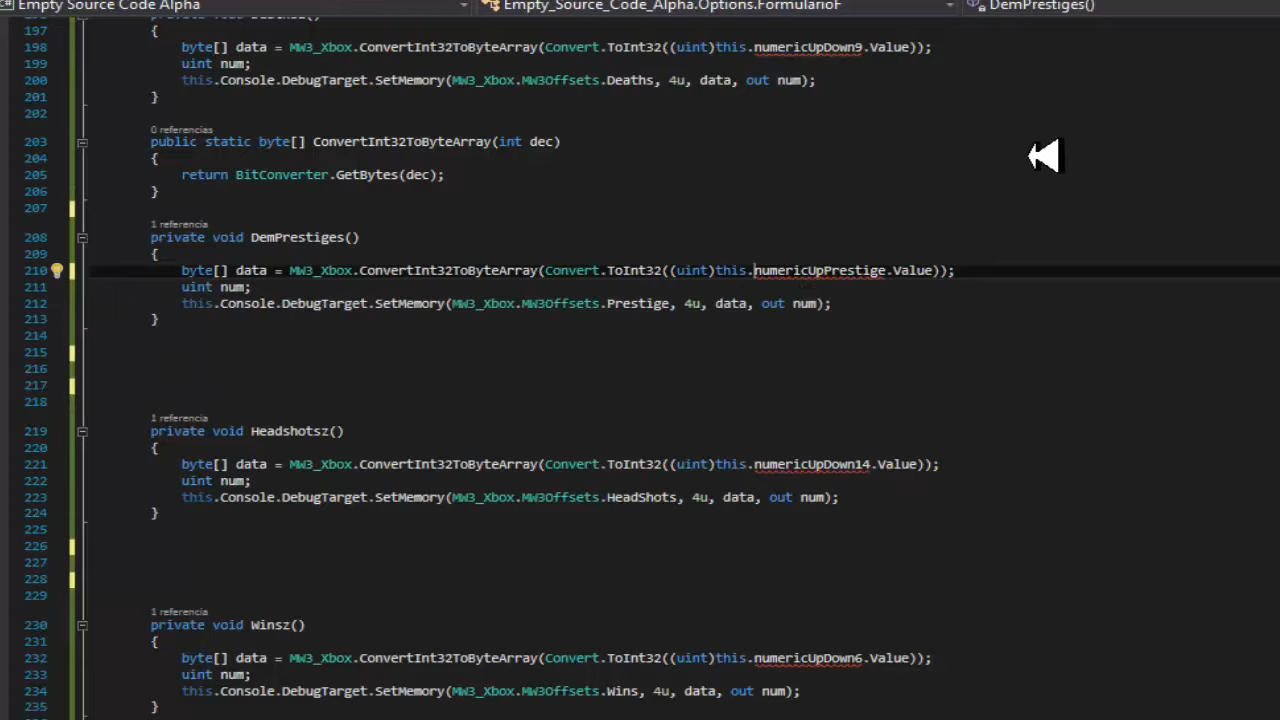 Empty Source Code Alpha Empty_Source_Code_Alpha.Options.FormularioF DemPrestiges()
197 {
198 byte[] data = MW3_Xbox.ConvertInt32ToByteArray(Convert.ToInt32((uint)this.numericUpDown9.Value));
199 uint num;
200 this.Console.DebugTarget.SetMemory(MW3_Xbox.MW3Offsets.Deaths, 4u, data, out num);
201 }
202
0 referencias
203 public static byte[] ConvertInt32ToByteArray(int dec)
204 {
205 return BitConverter.GetBytes(dec);
206 }
207
1 referencia
208 private void DemPrestiges()
209 {
210 byte[] data = MW3_Xbox.ConvertInt32ToByteArray(Convert.ToInt32((uint)this.numericUpPrestige.Value));
211 uint num;
212 this.Console.DebugTarget.SetMemory(MW3_Xbox.MW3Offsets.Prestige, 4u, data, out num);
213 }
214
215
216
217
218
1 referencia
219 private void Headshotsz()
220 {
221 byte[] data = MW3_Xbox.ConvertInt32ToByteArray(Convert.ToInt32((uint)this.numericUpDown14.Value));
222 uint num;
223 this.Console.DebugTarget.SetMemory(MW3_Xbox.MW3Offsets.HeadShots, 4u, data, out num);
224 }
225
226
227
228
229
1 referencia
230 private void Winsz()
231 {
232 byte[] data = MW3_Xbox.ConvertInt32ToByteArray(Convert.ToInt32((uint)this.numericUpDown6.Value));
233 uint num;
234 this.Console.DebugTarget.SetMemory(MW3_Xbox.MW3Offsets.Wins, 4u, data, out num);
235 }